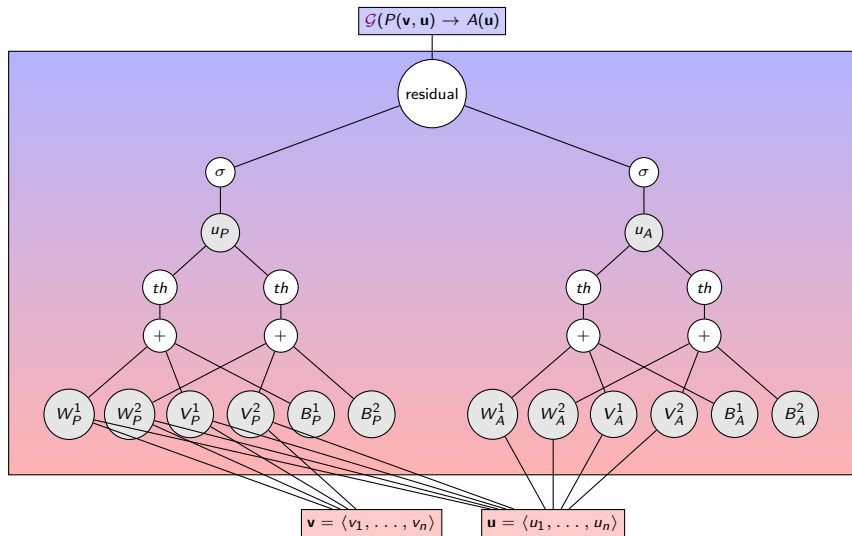 𝒢(P(𝐯, 𝐮) → A(𝐮)
residual
σ σ
u_P u_A
th th th th
+ + + +
W_P^1 W_P^2 V_P^1 V_P^2 B_P^1 B_P^2 W_A^1 W_A^2 V_A^1 V_A^2 B_A^1 B_A^2
𝐯 = ⟨v_1, . . . , v_n⟩ 𝐮 = ⟨u_1, . . . , u_n⟩